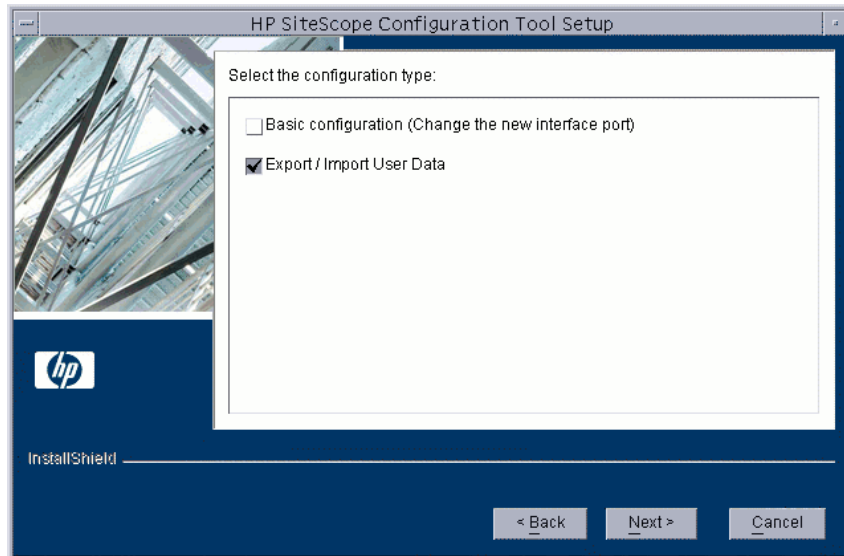 HP SiteScope Configuration Tool Setup
Select the configuration type:
Basic configuration (Change the new interface port)
Export / Import User Data
hp
InstallShield
< Back
Next >
Cancel